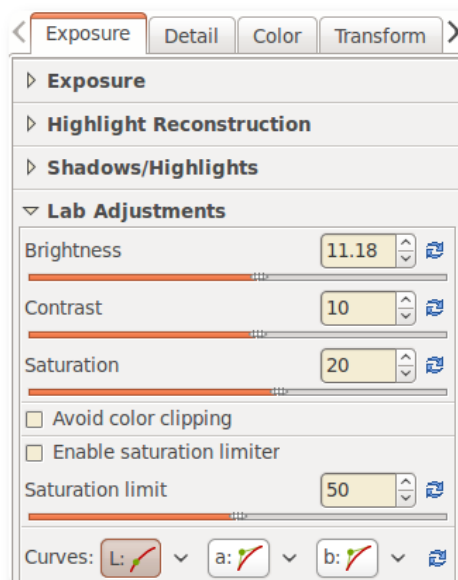 Exposure Detail Color Transform
Exposure
Highlight Reconstruction
Shadows/Highlights
Lab Adjustments
Brightness 11.18
Contrast 10
Saturation 20
Avoid color clipping
Enable saturation limiter
Saturation limit 50
Curves: L: a: b: